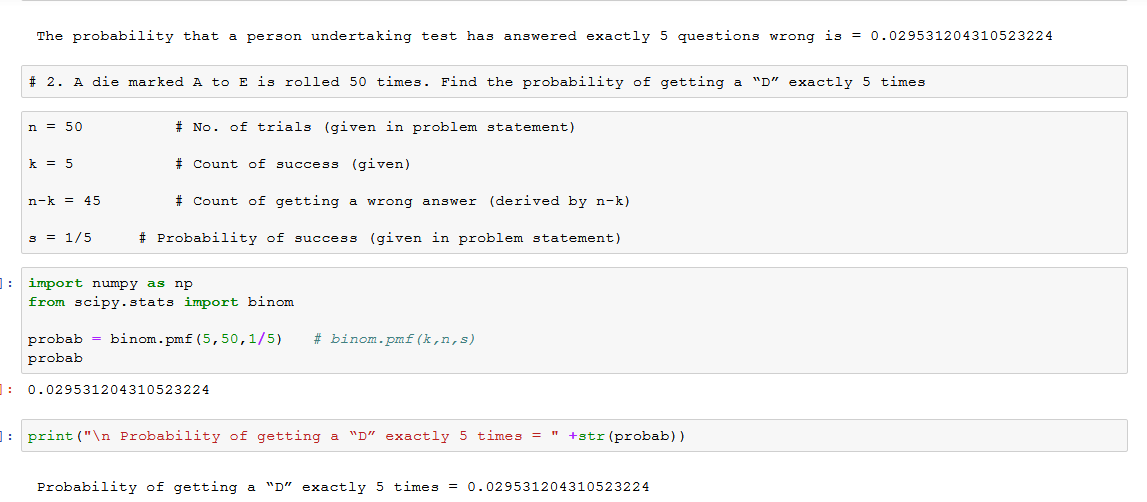 The probability that a person undertaking test has answered exactly 5 questions wrong is = 0.029531204310523224
# 2. A die marked A to E is rolled 50 times. Find the probability of getting a “D” exactly 5 times
n = 50 # No. of trials (given in problem statement)
k = 5 # Count of success (given)
n-k = 45 # Count of getting a wrong answer (derived by n-k)
s = 1/5 # Probability of success (given in problem statement)
]: import numpy as np
from scipy.stats import binom
probab = binom.pmf(5,50,1/5) # binom.pmf(k,n,s)
probab
]: 0.029531204310523224
]: print("\n Probability of getting a “D” exactly 5 times = " +str(probab))
Probability of getting a “D” exactly 5 times = 0.029531204310523224